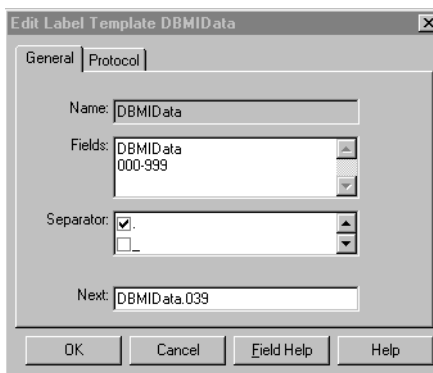 Edit Label Template DBMIData
General Protocol
Name: DBMIData
Fields: DBMIData
000-999
Separator: .
_
Next: DBMIData.039
OK Cancel Field Help Help